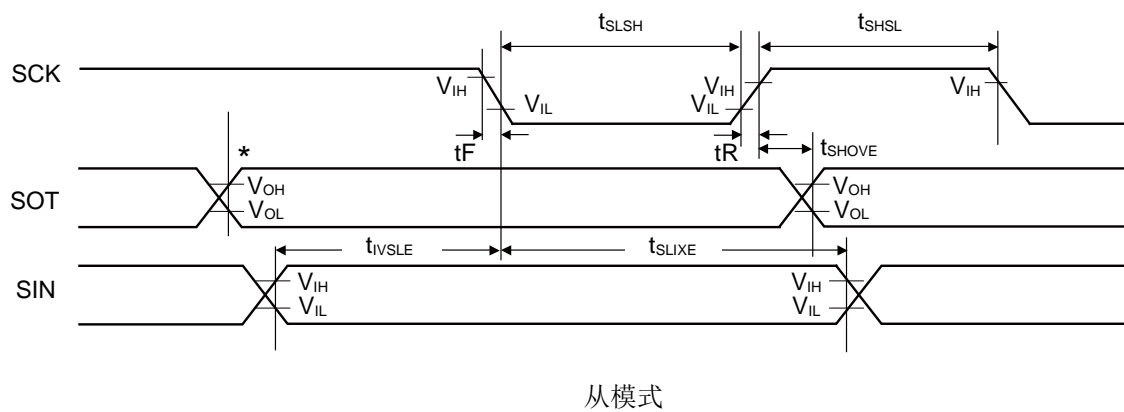 tSLSH
tSHSL
SCK
VIH
VIL
VIH
VIL
VIH
tF
tR
tSHOVE
*
SOT
VOH
VOL
VOH
VOL
tIVSLE
tSLIXE
SIN
VIH
VIL
VIH
VIL
从模式